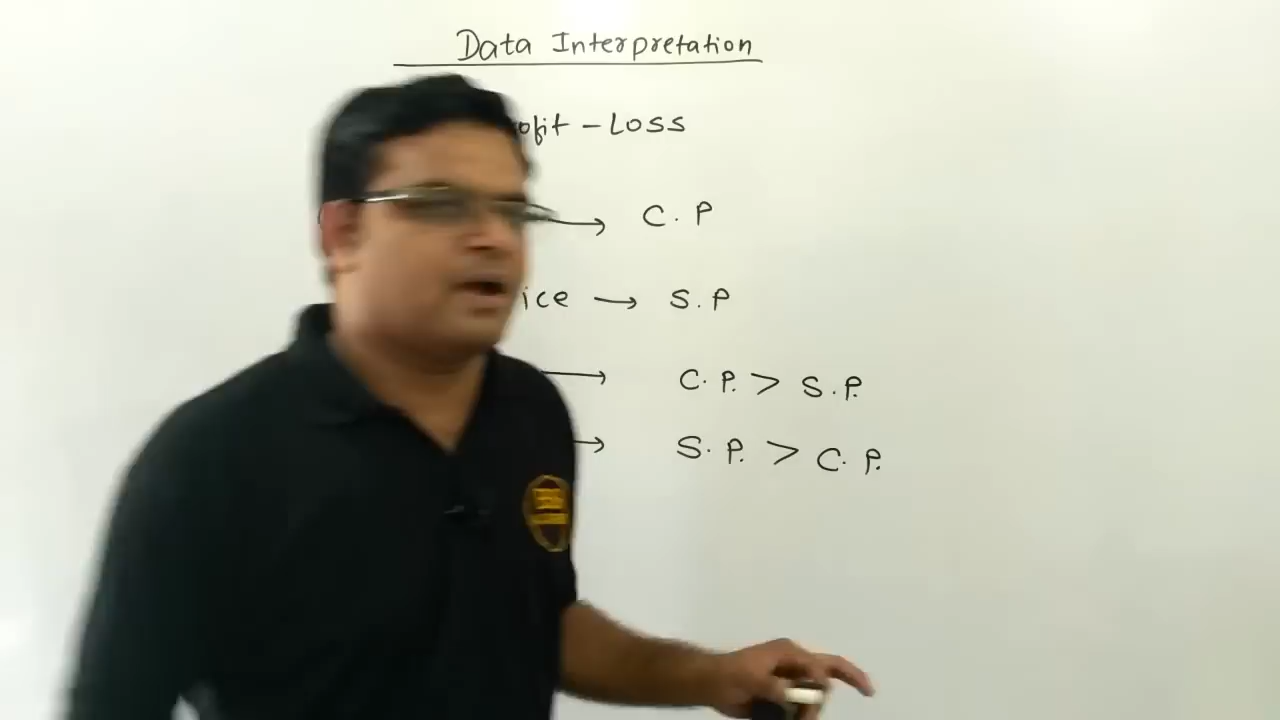 Data Interpretation
ofit - Loss
→ C. P
ice → S. P
→ C. P. > S. P.
→ S. P. > C. P.